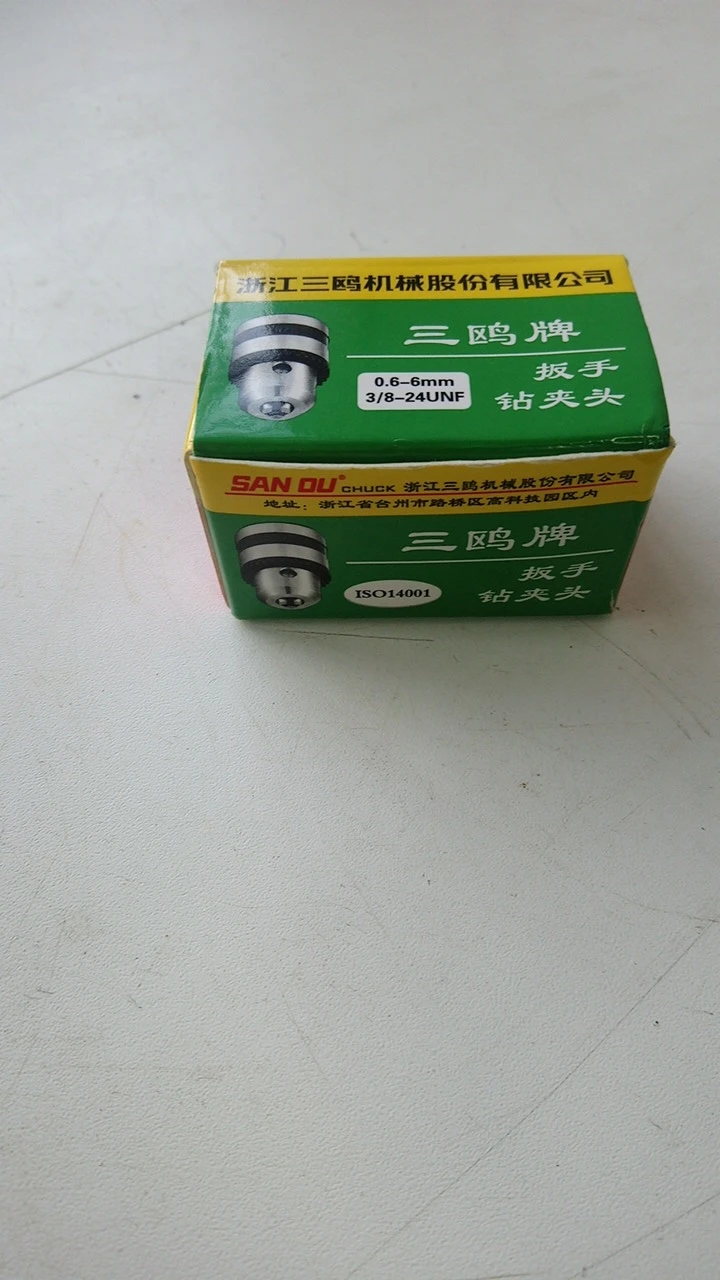 浙江三鸥机械股份有限公司
三鸥牌
0.6-6mm
3/8-24UNF
扳手
钻夹头
SAN OU® CHUCK 浙江三鸥机械股份有限公司
地址：浙江省台州市路桥区高科技园区内
三鸥牌
ISO14001
扳手
钻夹头